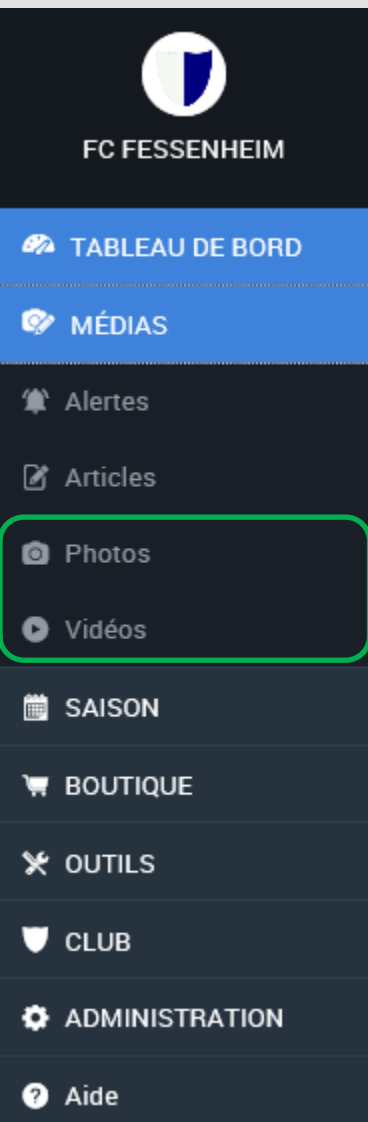 FC FESSENHEIM
TABLEAU DE BORD
MÉDIAS
Alertes
Articles
Photos
Vidéos
SAISON
BOUTIQUE
OUTILS
CLUB
ADMINISTRATION
Aide